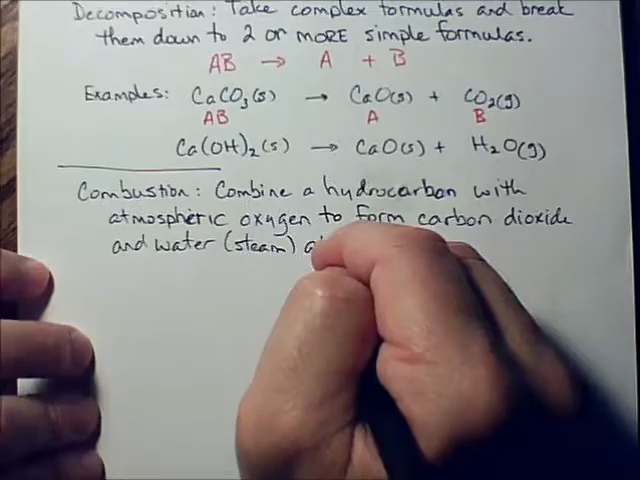 Decomposition: Take complex formulas and break
them down to 2 or MORE simple formulas.
AB → A + B
Examples: CaCO₃(s) → CaO(s) + CO₂(g)
AB A B
Ca(OH)₂(s) → CaO(s) + H₂O(g)
Combustion: Combine a hydrocarbon with
atmospheric oxygen to form carbon dioxide
and water (steam)